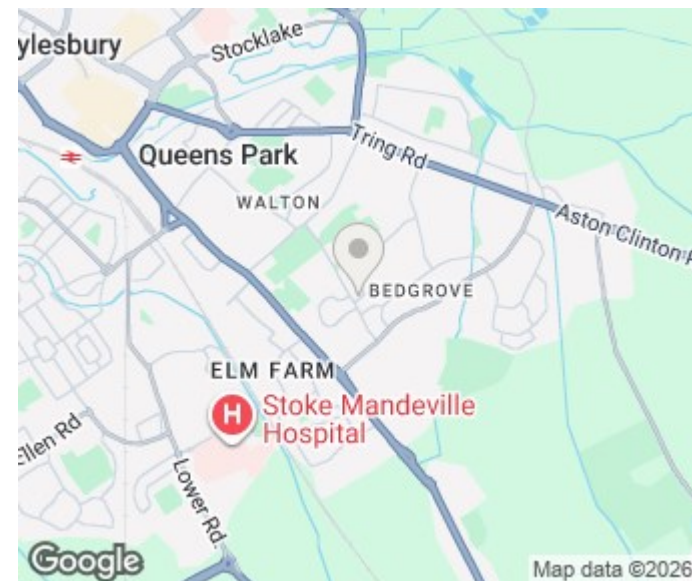 ylesbury
Stocklake
Queens Park
Tring Rd
WALTON
Aston Clinton R
BEDGROVE
ELM FARM
H
Stoke Mandeville
Hospital
Ellen Rd
Lower Rd.
Google
Map data ©2026